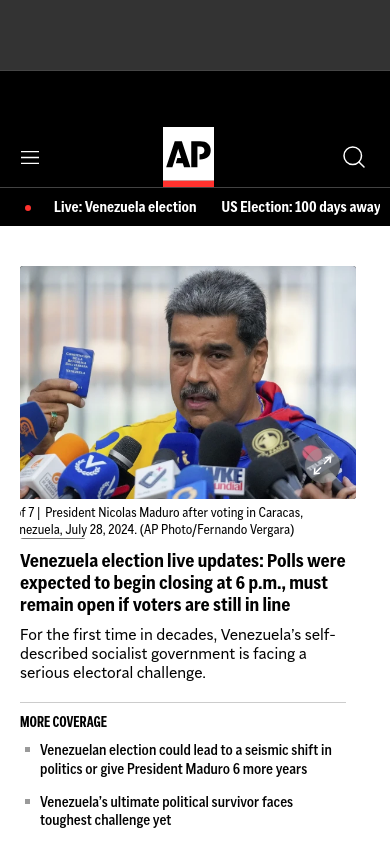 AP
Live: Venezuela election US Election: 100 days away
of 7 | President Nicolas Maduro after voting in Caracas,
nezuela, July 28, 2024. (AP Photo/Fernando Vergara)
Venezuela election live updates: Polls were
expected to begin closing at 6 p.m., must
remain open if voters are still in line
For the first time in decades, Venezuela's self-
described socialist government is facing a
serious electoral challenge.
MORE COVERAGE
Venezuelan election could lead to a seismic shift in
politics or give President Maduro 6 more years
Venezuela's ultimate political survivor faces
toughest challenge yet